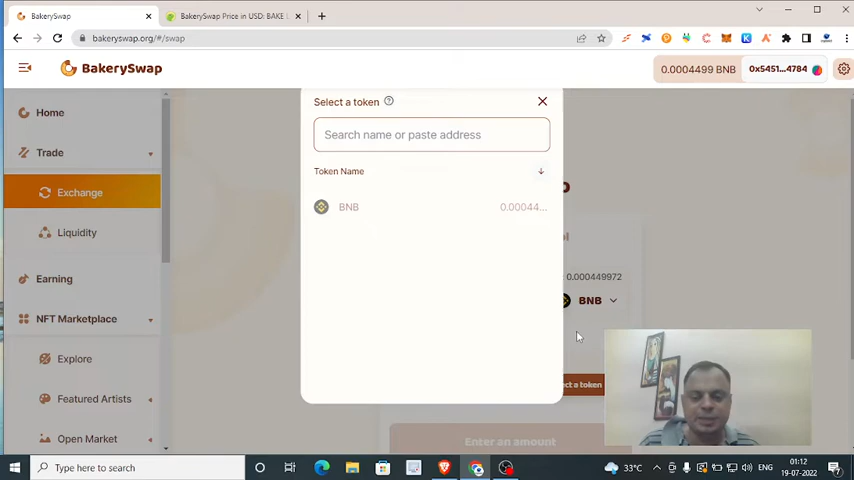 BakerySwap
BakerySwap Price in USD: BAKE L
bakeryswap.org/#/swap
BakerySwap
0.0004499 BNB
0x5451...4784
Select a token
Search name or paste address
Token Name
BNB
0.00044...
Home
Trade
Exchange
Liquidity
Earning
NFT Marketplace
Explore
Featured Artists
Open Market
0.000449972
BNB
ct a token
Enter an amount
Type here to search
33°C
ENG
01:12
19-07-2022